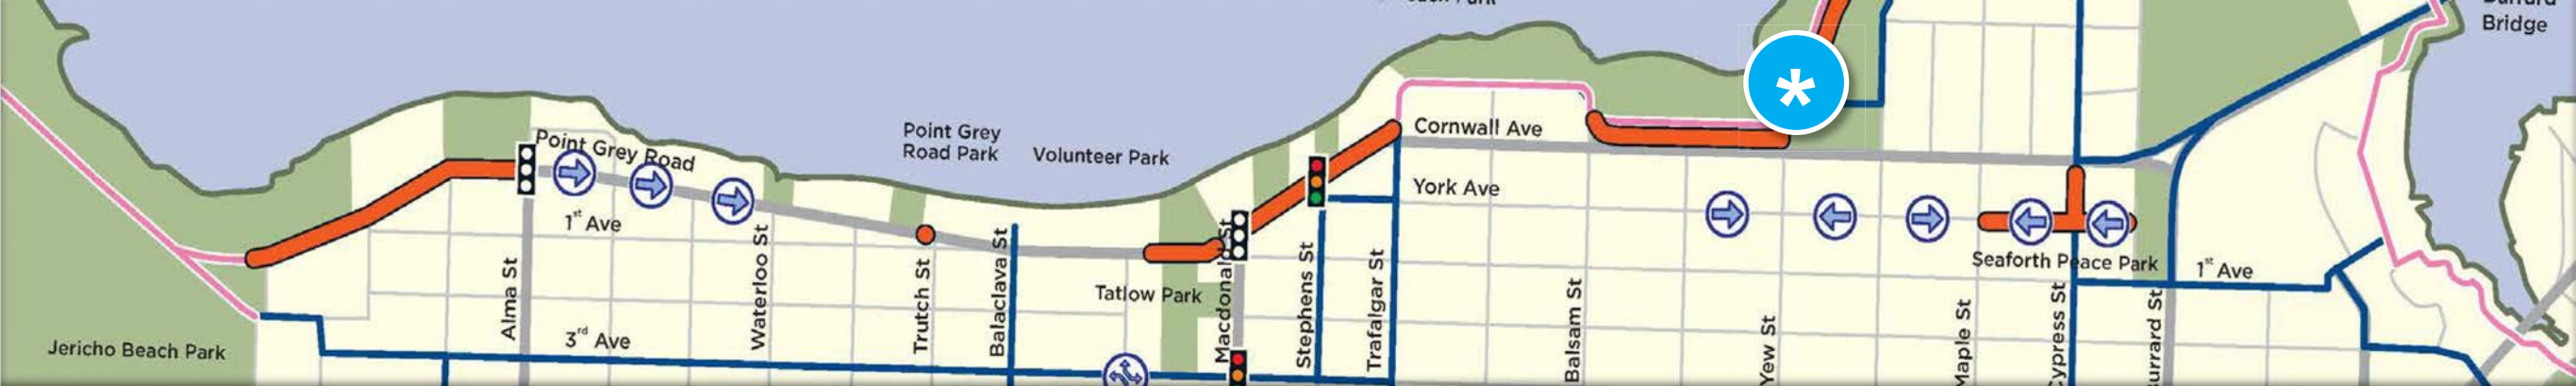 Bridge
Point Grey
Road Park
Volunteer Park
Cornwall Ave
Point Grey Road
York Ave
1st Ave
Seaforth Peace Park
1st Ave
Tatlow Park
3rd Ave
Jericho Beach Park
Alma St
Waterloo St
Trutch St
Balaclava St
Macdonald St
Stephens St
Trafalgar St
Balsam St
Yew St
Maple St
Cypress St
St
*